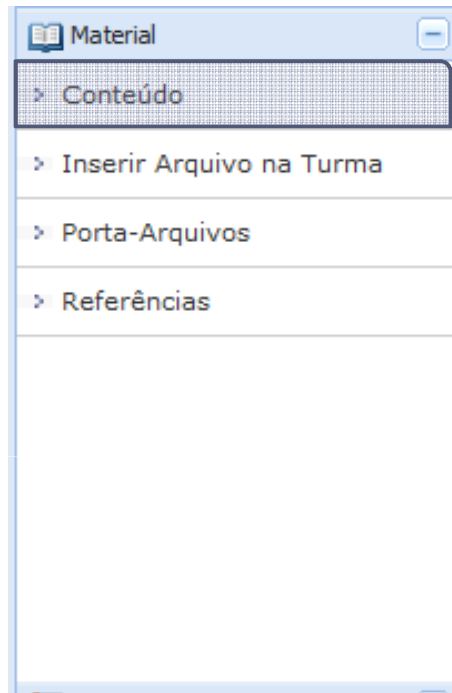 Material
Conteúdo
Inserir Arquivo na Turma
Porta-Arquivos
Referências